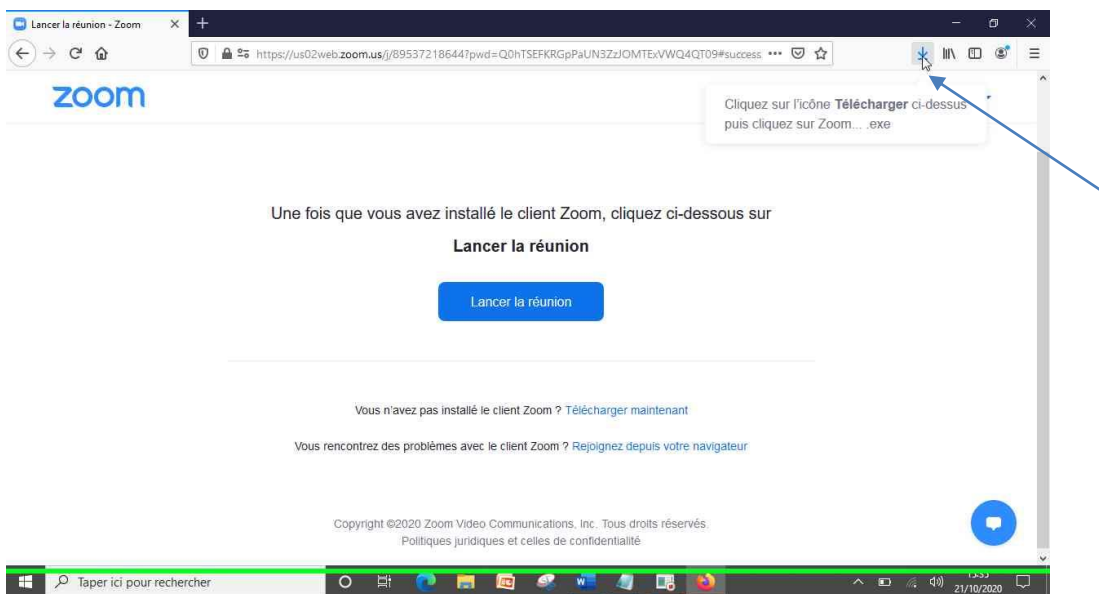 Lancer la réunion - Zoom
https://us02web.zoom.us/j/89537218644?pwd=Q0hTSEFKRGpPaUN3ZzJOMTExVWQ4QT09#success
zoom
Cliquez sur l'icône Télécharger ci-dessus
puis cliquez sur Zoom... .exe
Une fois que vous avez installé le client Zoom, cliquez ci-dessous sur
Lancer la réunion
Lancer la réunion
Vous n'avez pas installé le client Zoom ? Télécharger maintenant
Vous rencontrez des problèmes avec le client Zoom ? Rejoignez depuis votre navigateur
Copyright ©2020 Zoom Video Communications, Inc. Tous droits réservés.
Politiques juridiques et celles de confidentialité
Taper ici pour rechercher
21/10/2020